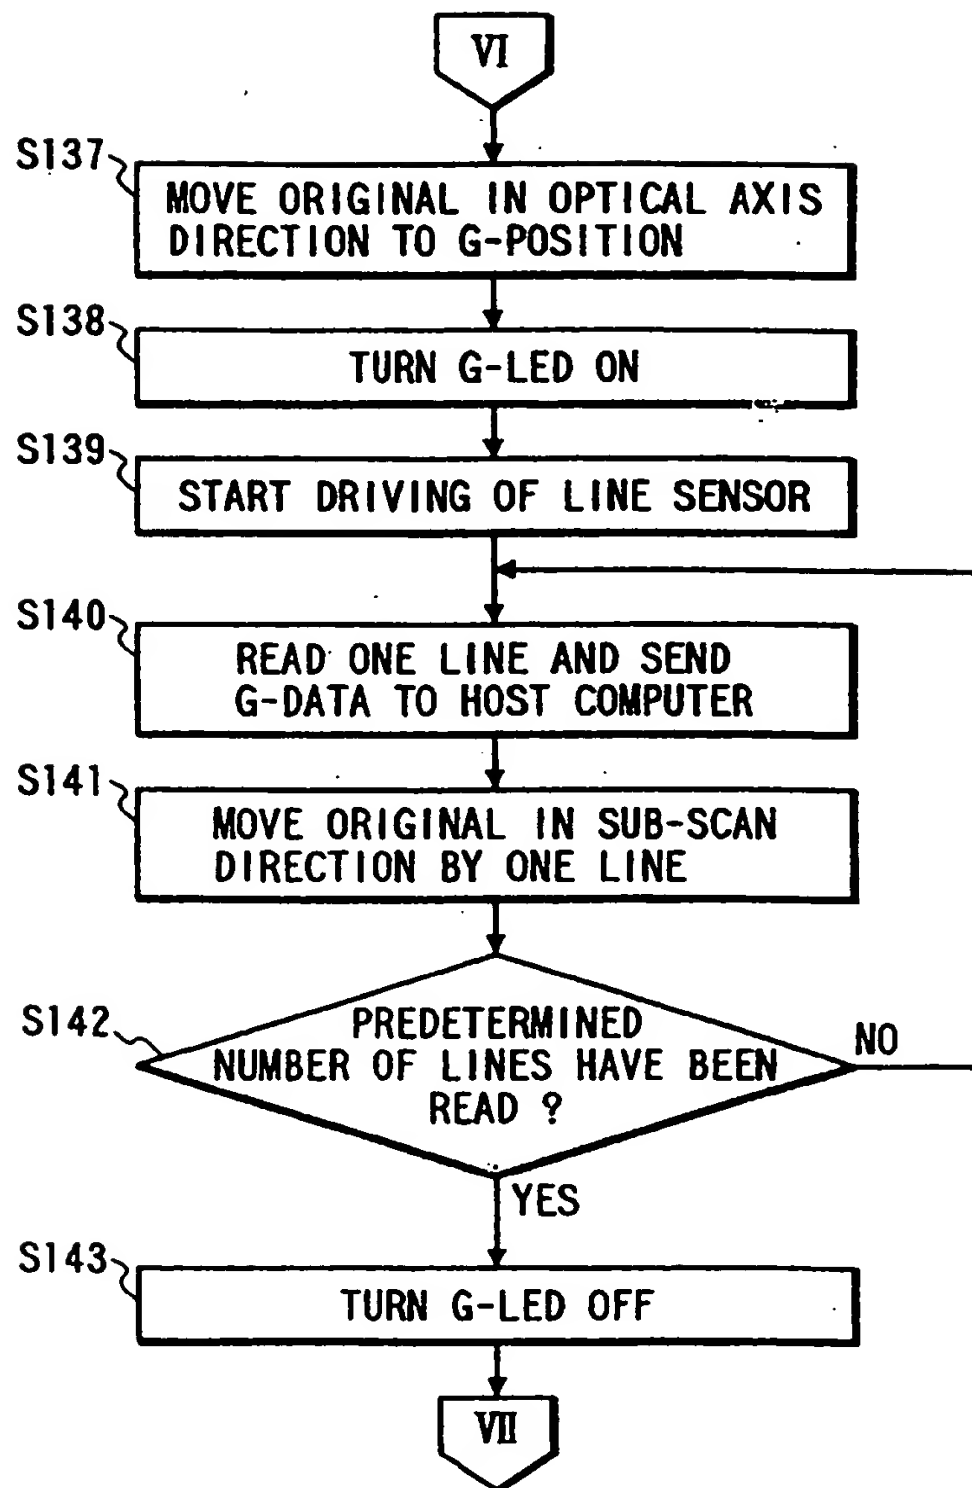 VI
S137
MOVE ORIGINAL IN OPTICAL AXIS
DIRECTION TO G-POSITION
S138
TURN G-LED ON
S139
START DRIVING OF LINE SENSOR
S140
READ ONE LINE AND SEND
G-DATA TO HOST COMPUTER
S141
MOVE ORIGINAL IN SUB-SCAN
DIRECTION BY ONE LINE
S142
PREDETERMINED
NUMBER OF LINES HAVE BEEN
READ ?
NO
YES
S143
TURN G-LED OFF
VII